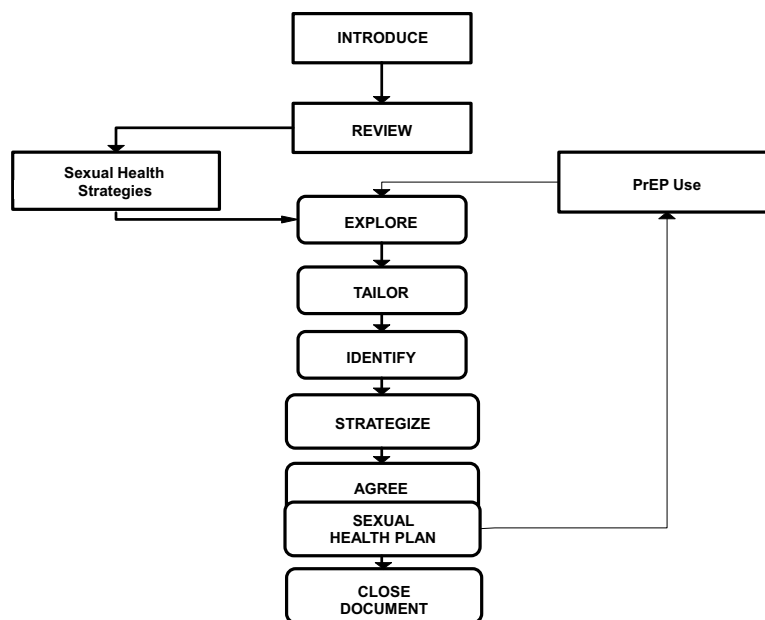 INTRODUCE
REVIEW
Sexual Health
Strategies
PrEP Use
EXPLORE
TAILOR
IDENTIFY
STRATEGIZE
AGREE
SEXUAL
HEALTH PLAN
CLOSE
DOCUMENT